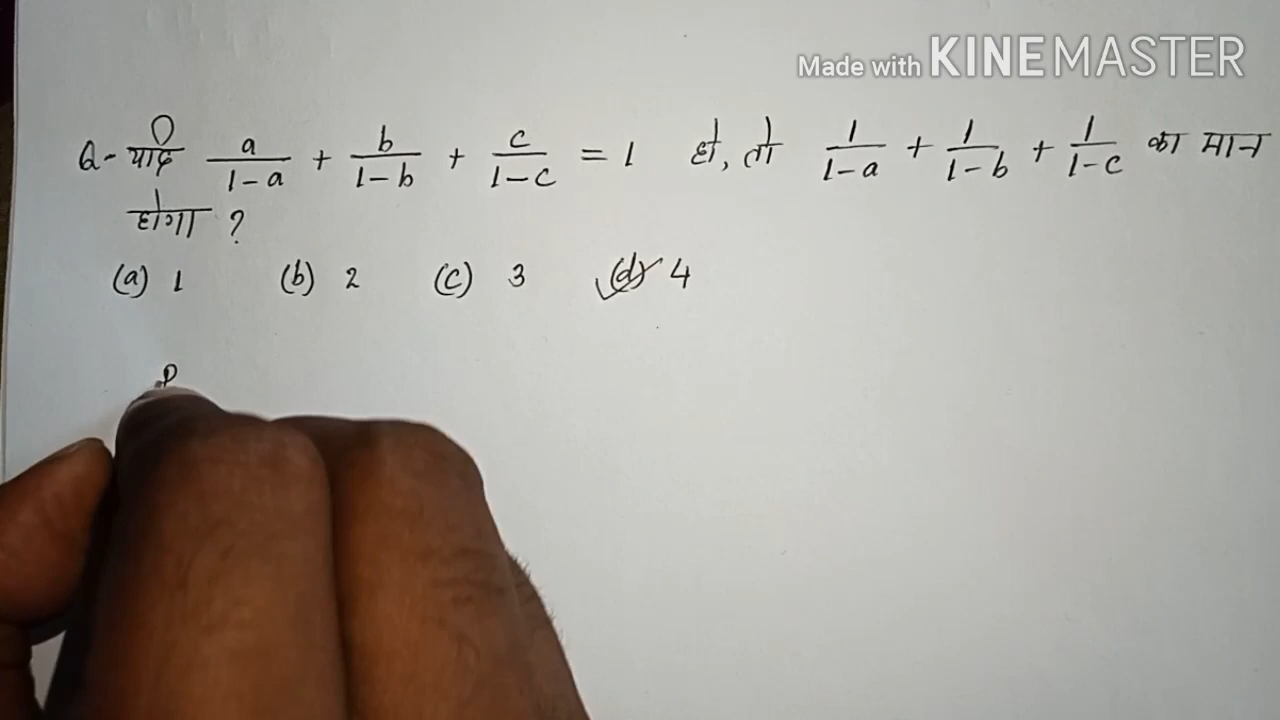 Made with KINEMASTER
Q- यदि a/(1-a) + b/(1-b) + c/(1-c) = 1 हो, तो 1/(1-a) + 1/(1-b) + 1/(1-c) का मान
होगा ?
(a) 1 (b) 2 (c) 3 (d) 4